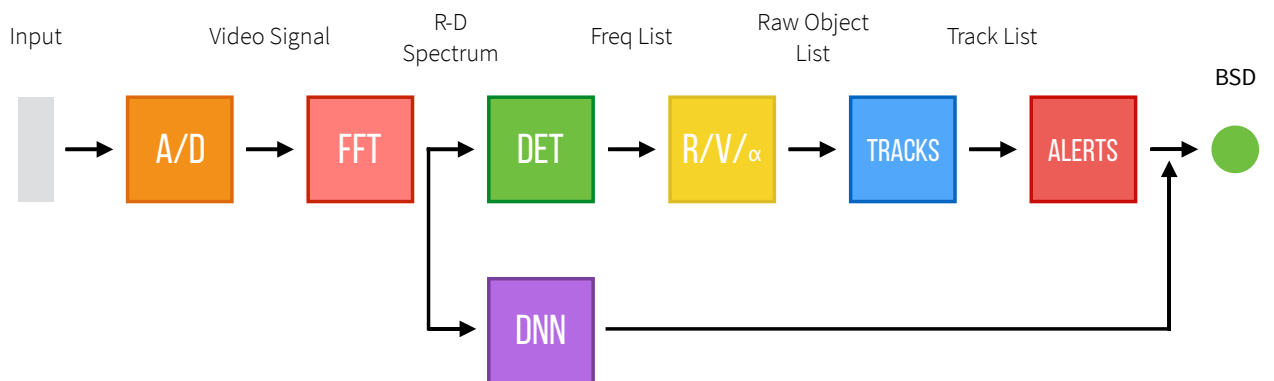 Input
Video Signal
R-D
Spectrum
Freq List
Raw Object
List
Track List
BSD
A/D
FFT
DET
R/V/α
TRACKS
ALERTS
DNN